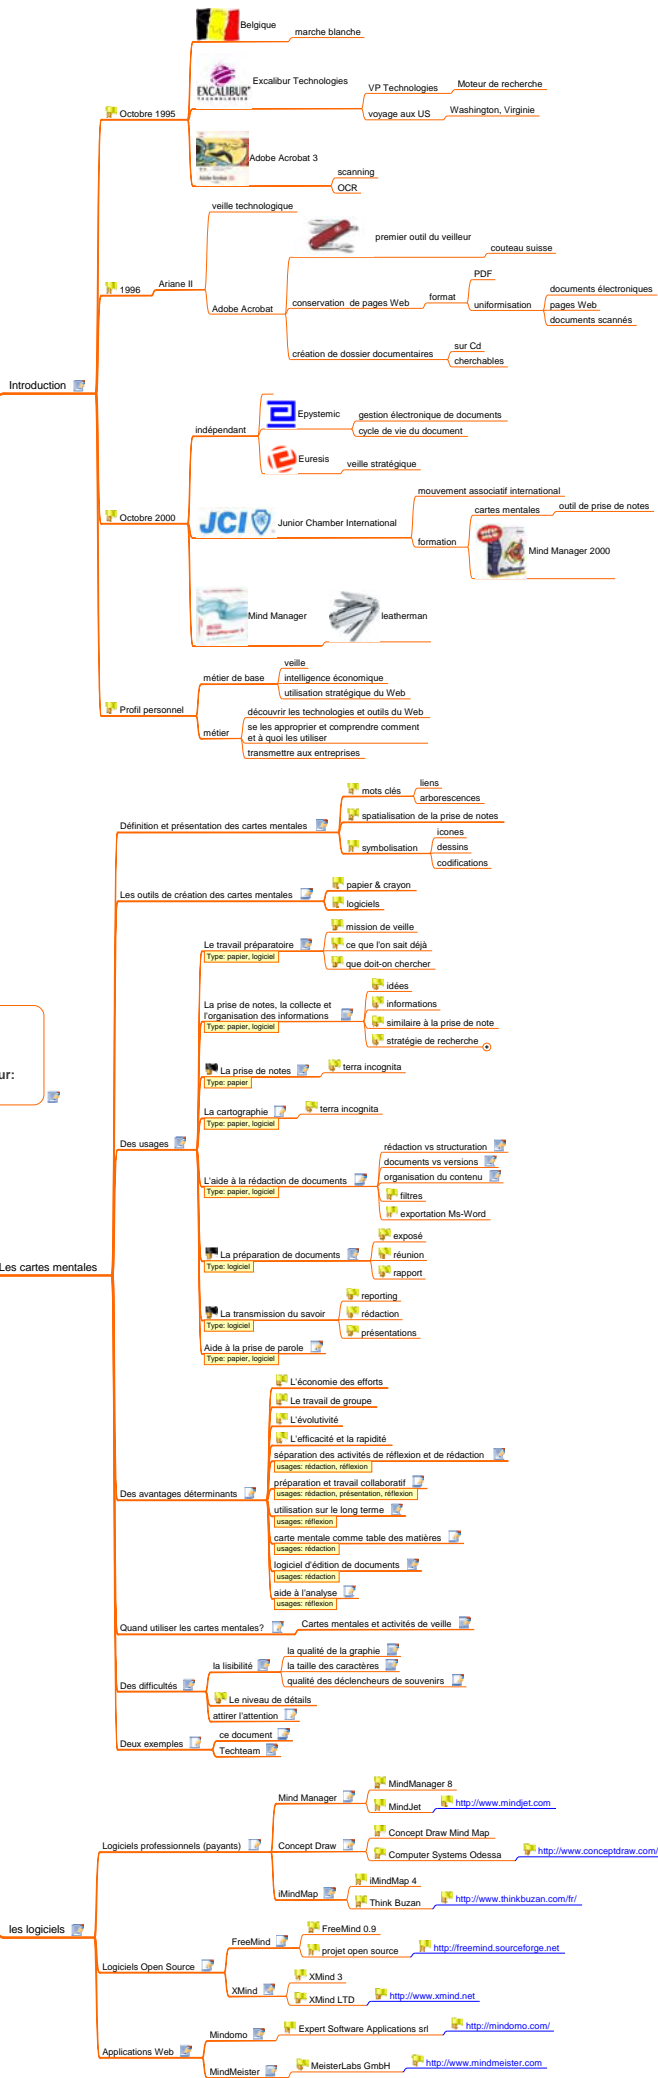 Belgique
marche blanche
EXCALIBUR
TECHNOLOGIES
Excalibur Technologies
VP Technologies
Moteur de recherche
voyage aux US
Washington, Virginie
Octobre 1995
Adobe Acrobat 3
scanning
OCR
veille technologique
premier outil du veilleur
couteau suisse
1996
Ariane II
Adobe Acrobat
conservation de pages Web
format
PDF
uniformisation
documents électroniques
pages Web
documents scannés
création de dossier documentaires
sur Cd
cherchables
Introduction
indépendant
Epystemic
gestion électronique de documents
cycle de vie du document
Euresis
veille stratégique
Octobre 2000
JCI
Junior Chamber International
mouvement associatif international
formation
cartes mentales
outil de prise de notes
Mind Manager 2000
Mind Manager
leatherman
Profil personnel
métier de base
veille
intelligence économique
utilisation stratégique du Web
métier
découvrir les technologies et outils du Web
se les approprier et comprendre comment
et à quoi les utiliser
transmettre aux entreprises
Définition et présentation des cartes mentales
mots clés
liens
arborescences
spatialisation de la prise de notes
symbolisation
icones
dessins
codifications
Les outils de création des cartes mentales
papier & crayon
logiciels
Le travail préparatoire
Type: papier, logiciel
mission de veille
ce que l'on sait déjà
que doit-on chercher
La prise de notes, la collecte et
l'organisation des informations
Type: papier, logiciel
idées
informations
similaire à la prise de note
stratégie de recherche
ur:
La prise de notes
Type: papier
terra incognita
La cartographie
Type: papier, logiciel
terra incognita
Des usages
L'aide à la rédaction de documents
Type: papier, logiciel
rédaction vs structuration
documents vs versions
organisation du contenu
filtres
exportation Ms-Word
La préparation de documents
Type: logiciel
exposé
réunion
rapport
Les cartes mentales
La transmission du savoir
Type: logiciel
reporting
rédaction
présentations
Aide à la prise de parole
Type: papier, logiciel
Des avantages déterminants
L'économie des efforts
Le travail de groupe
L'évolutivité
L'efficacité et la rapidité
séparation des activités de réflexion et de rédaction
usages: rédaction, réflexion
préparation et travail collaboratif
usages: rédaction, présentation, réflexion
utilisation sur le long terme
usages: réflexion
carte mentale comme table des matières
usages: rédaction
logiciel d'édition de documents
usages: rédaction
aide à l'analyse
usages: réflexion
Quand utiliser les cartes mentales?
Cartes mentales et activités de veille
Des difficultés
la lisibilité
la qualité de la graphie
la taille des caractères
qualité des déclencheurs de souvenirs
Le niveau de détails
attirer l'attention
Deux exemples
ce document
Techteam
les logiciels
Logiciels professionnels (payants)
Mind Manager
MindManager 8
MindJet
http://www.mindjet.com
Concept Draw
Concept Draw Mind Map
Computer Systems Odessa
http://www.conceptdraw.com/
iMindMap
iMindMap 4
Think Buzan
http://www.thinkbuzan.com/fr/
Logiciels Open Source
FreeMind
FreeMind 0.9
projet open source
http://freemind.sourceforge.net
XMind
XMind 3
XMind LTD
http://www.xmind.net
Applications Web
Mindomo
Expert Software Applications srl
http://mindomo.com/
MindMeister
MeisterLabs GmbH
http://www.mindmeister.com